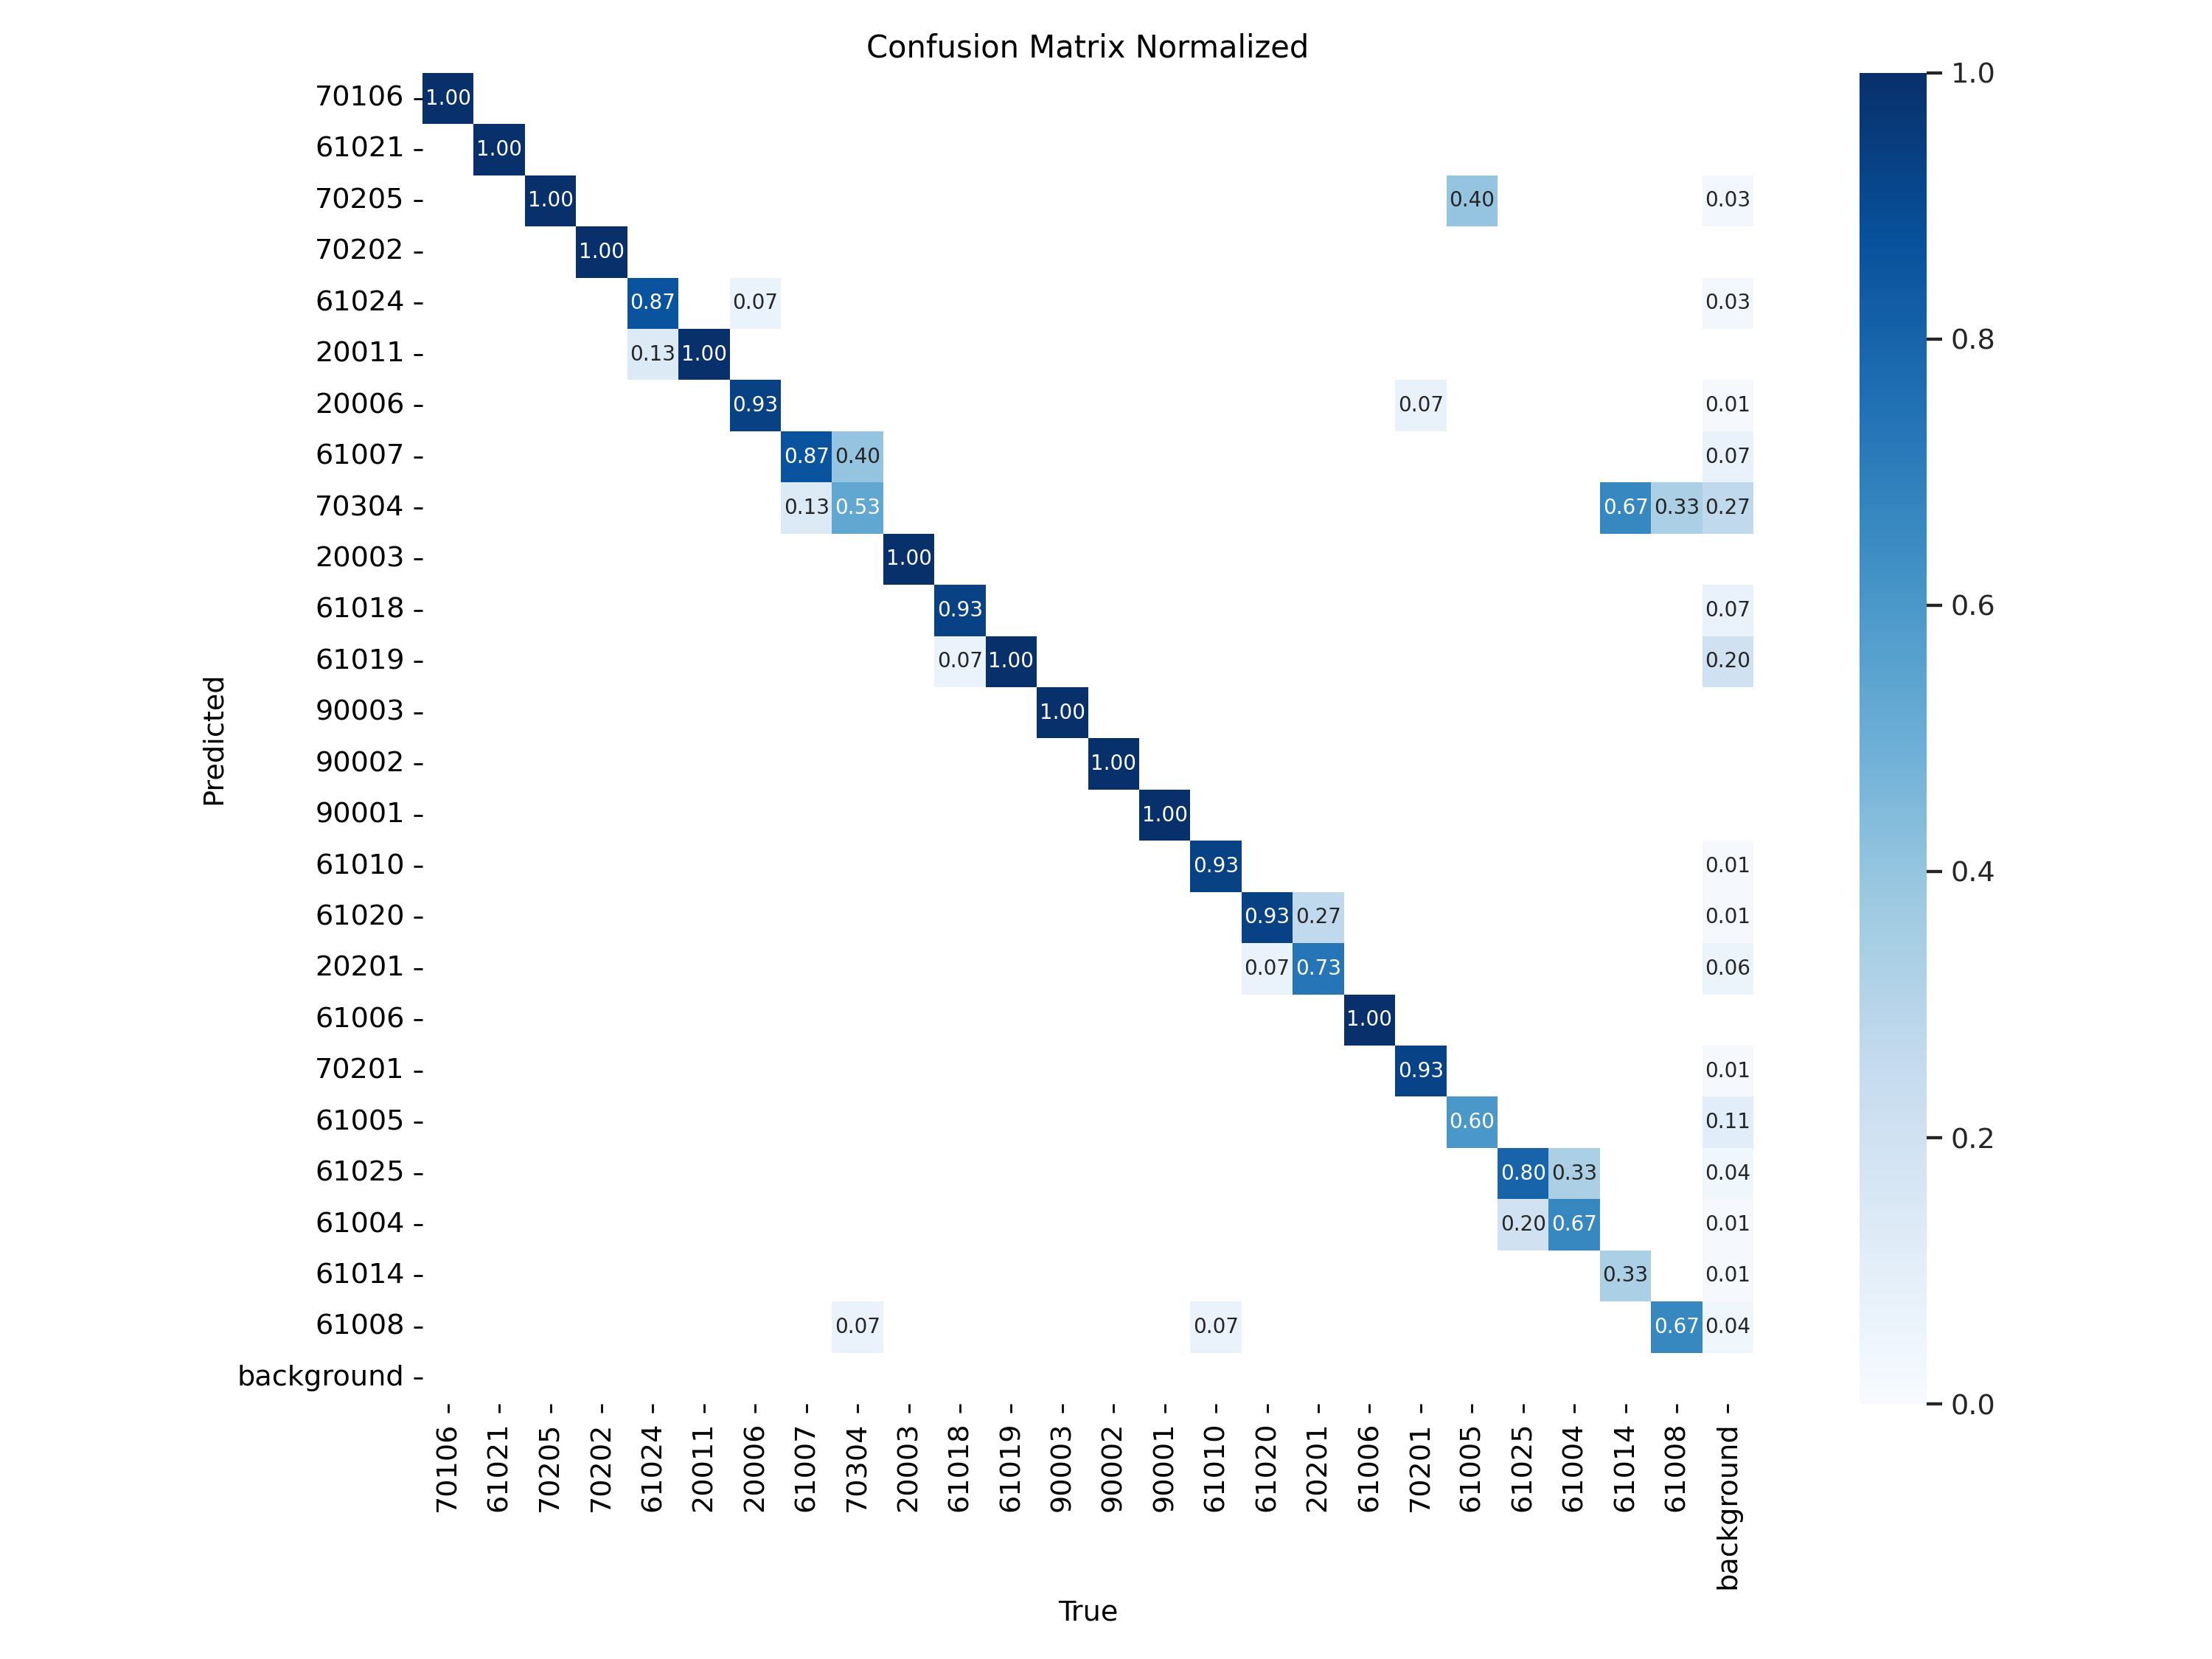 Confusion Matrix Normalized
70106 1.00
61021 1.00
70205 1.00 0.40 0.03
70202 1.00
61024 0.87 0.07 0.03
20011 0.13 1.00
20006 0.93 0.07 0.01
61007 0.87 0.40 0.07
70304 0.13 0.53 0.67 0.33 0.27
20003 1.00
61018 0.93 0.07
61019 0.07 1.00 0.20
90003 1.00
90002 1.00
90001 1.00
61010 0.93 0.01
61020 0.93 0.27 0.01
20201 0.07 0.73 0.06
61006 1.00
70201 0.93 0.01
61005 0.60 0.11
61025 0.80 0.33 0.04
61004 0.20 0.67 0.01
61014 0.33 0.01
61008 0.07 0.07 0.67 0.04
background
Predicted
70106 61021 70205 70202 61024 20011 20006 61007 70304 20003 61018 61019 90003 90002 90001 61010 61020 20201 61006 70201 61005 61025 61004 61014 61008 background
True
1.0
0.8
0.6
0.4
0.2
0.0